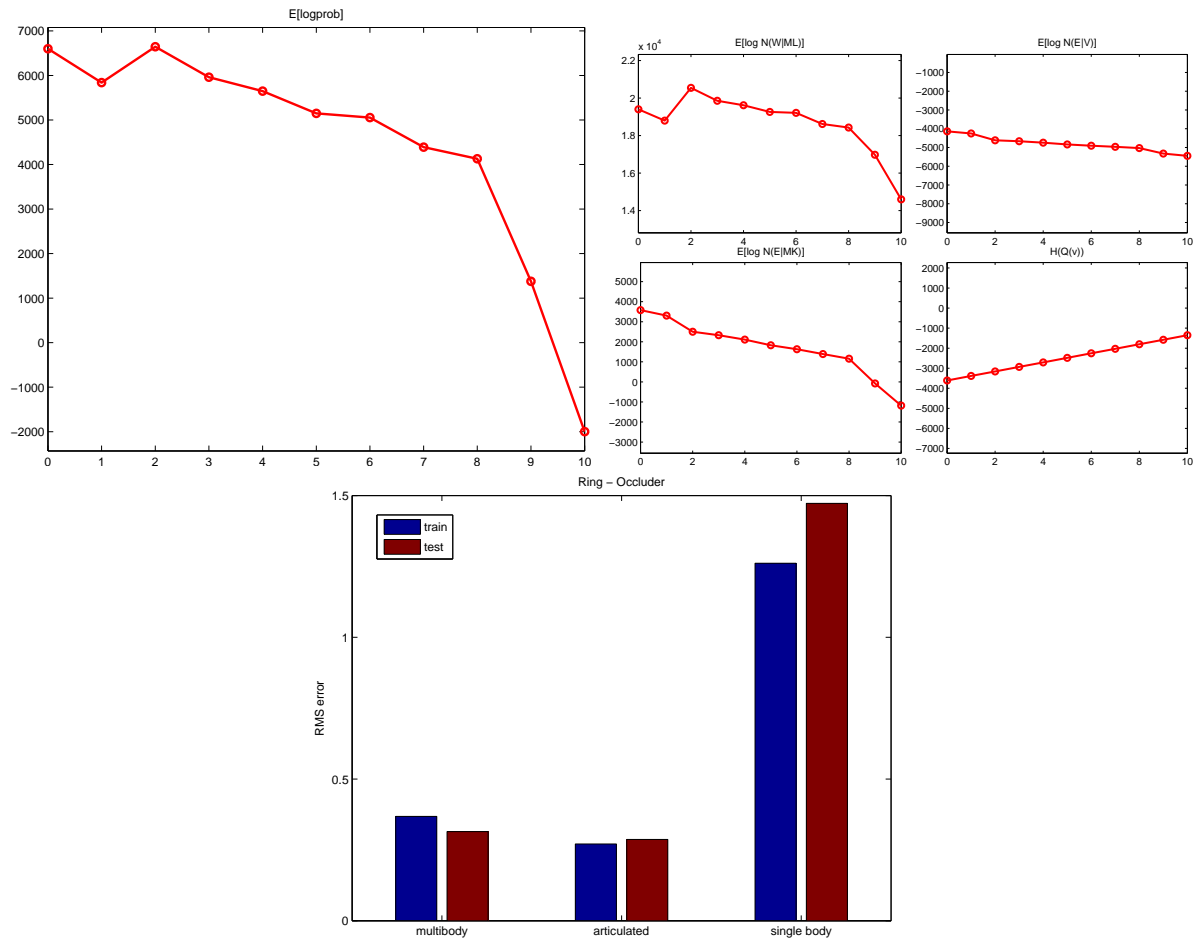 E[logprob]
7000
6000
5000
4000
3000
2000
1000
0
−1000
−2000
0 1 2 3 4 5 6 7 8 9 10
x 10^4
E[log N(W|ML)]
2.2
2
1.8
1.6
1.4
0 2 4 6 8 10
E[log N(E|V)]
−1000
−2000
−3000
−4000
−5000
−6000
−7000
−8000
−9000
0 2 4 6 8 10
E[log N(E|MK)]
5000
4000
3000
2000
1000
0
−1000
−2000
−3000
0 2 4 6 8 10
H(Q(v))
2000
1000
0
−1000
−2000
−3000
−4000
−5000
−6000
−7000
0 2 4 6 8 10
Ring − Occluder
1.5
1
0.5
0
RMS error
train
test
multibody articulated single body